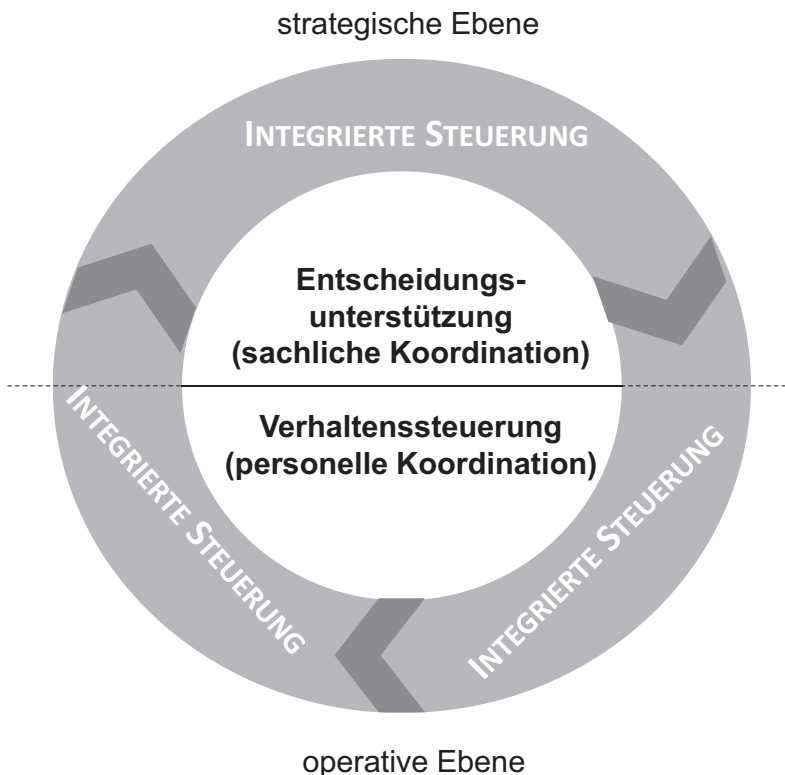 strategische Ebene
INTEGRIERTE STEUERUNG
Entscheidungs-
unterstützung
(sachliche Koordination)
Verhaltenssteuerung
(personelle Koordination)
INTEGRIERTE STEUERUNG
INTEGRIERTE STEUERUNG
operative Ebene